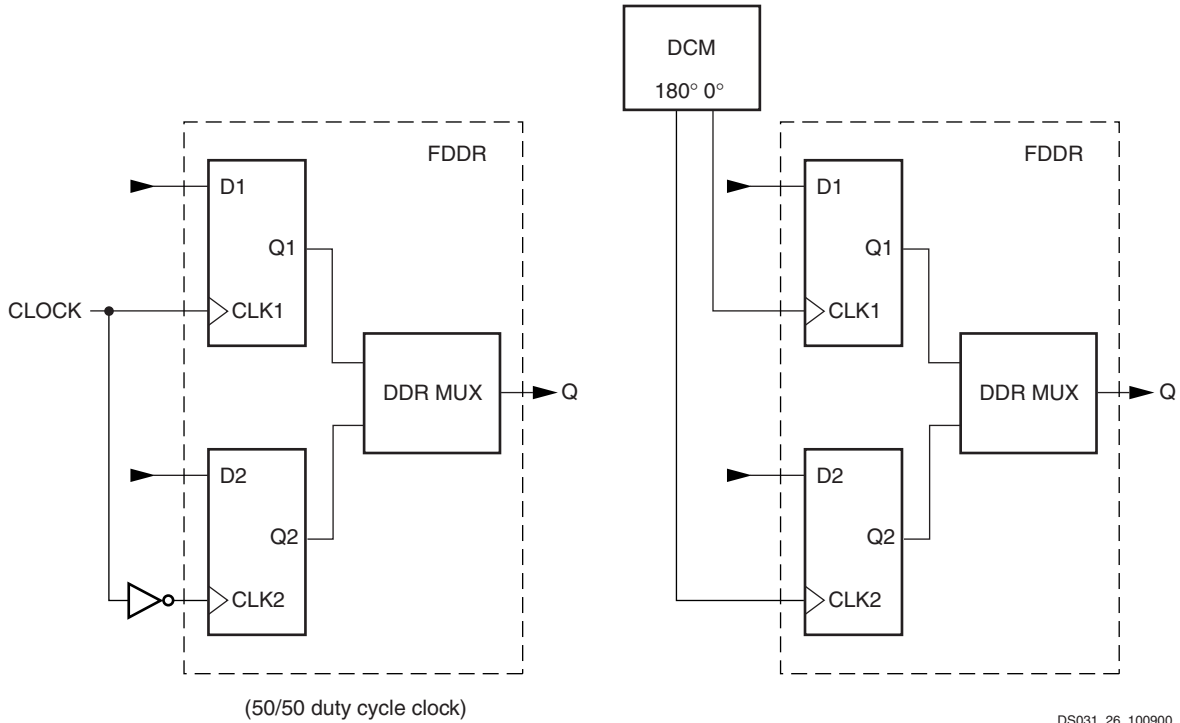 DCM
180° 0°
FDDR
D1
Q1
CLOCK
CLK1
DDR MUX
Q
D2
Q2
CLK2
(50/50 duty cycle clock)
FDDR
D1
Q1
CLK1
DDR MUX
Q
D2
Q2
CLK2
DS031_26_100900